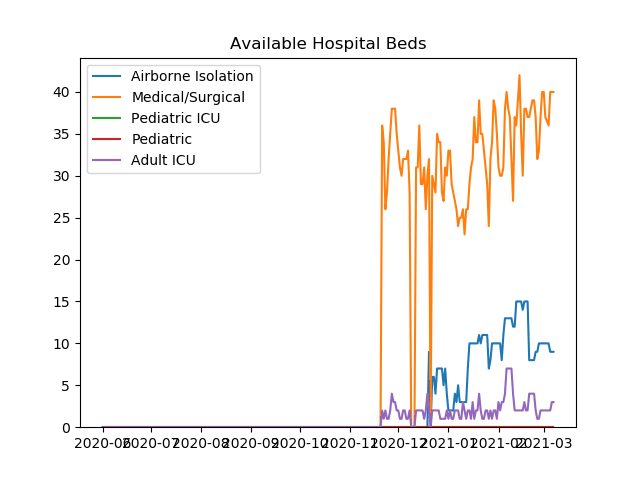 Available Hospital Beds
Airborne Isolation
Medical/Surgical
Pediatric ICU
Pediatric
Adult ICU
40
35
30
25
20
15
10
5
0
2020-06 2020-07 2020-08 2020-09 2020-10 2020-11 2020-12 2021-01 2021-02 2021-03